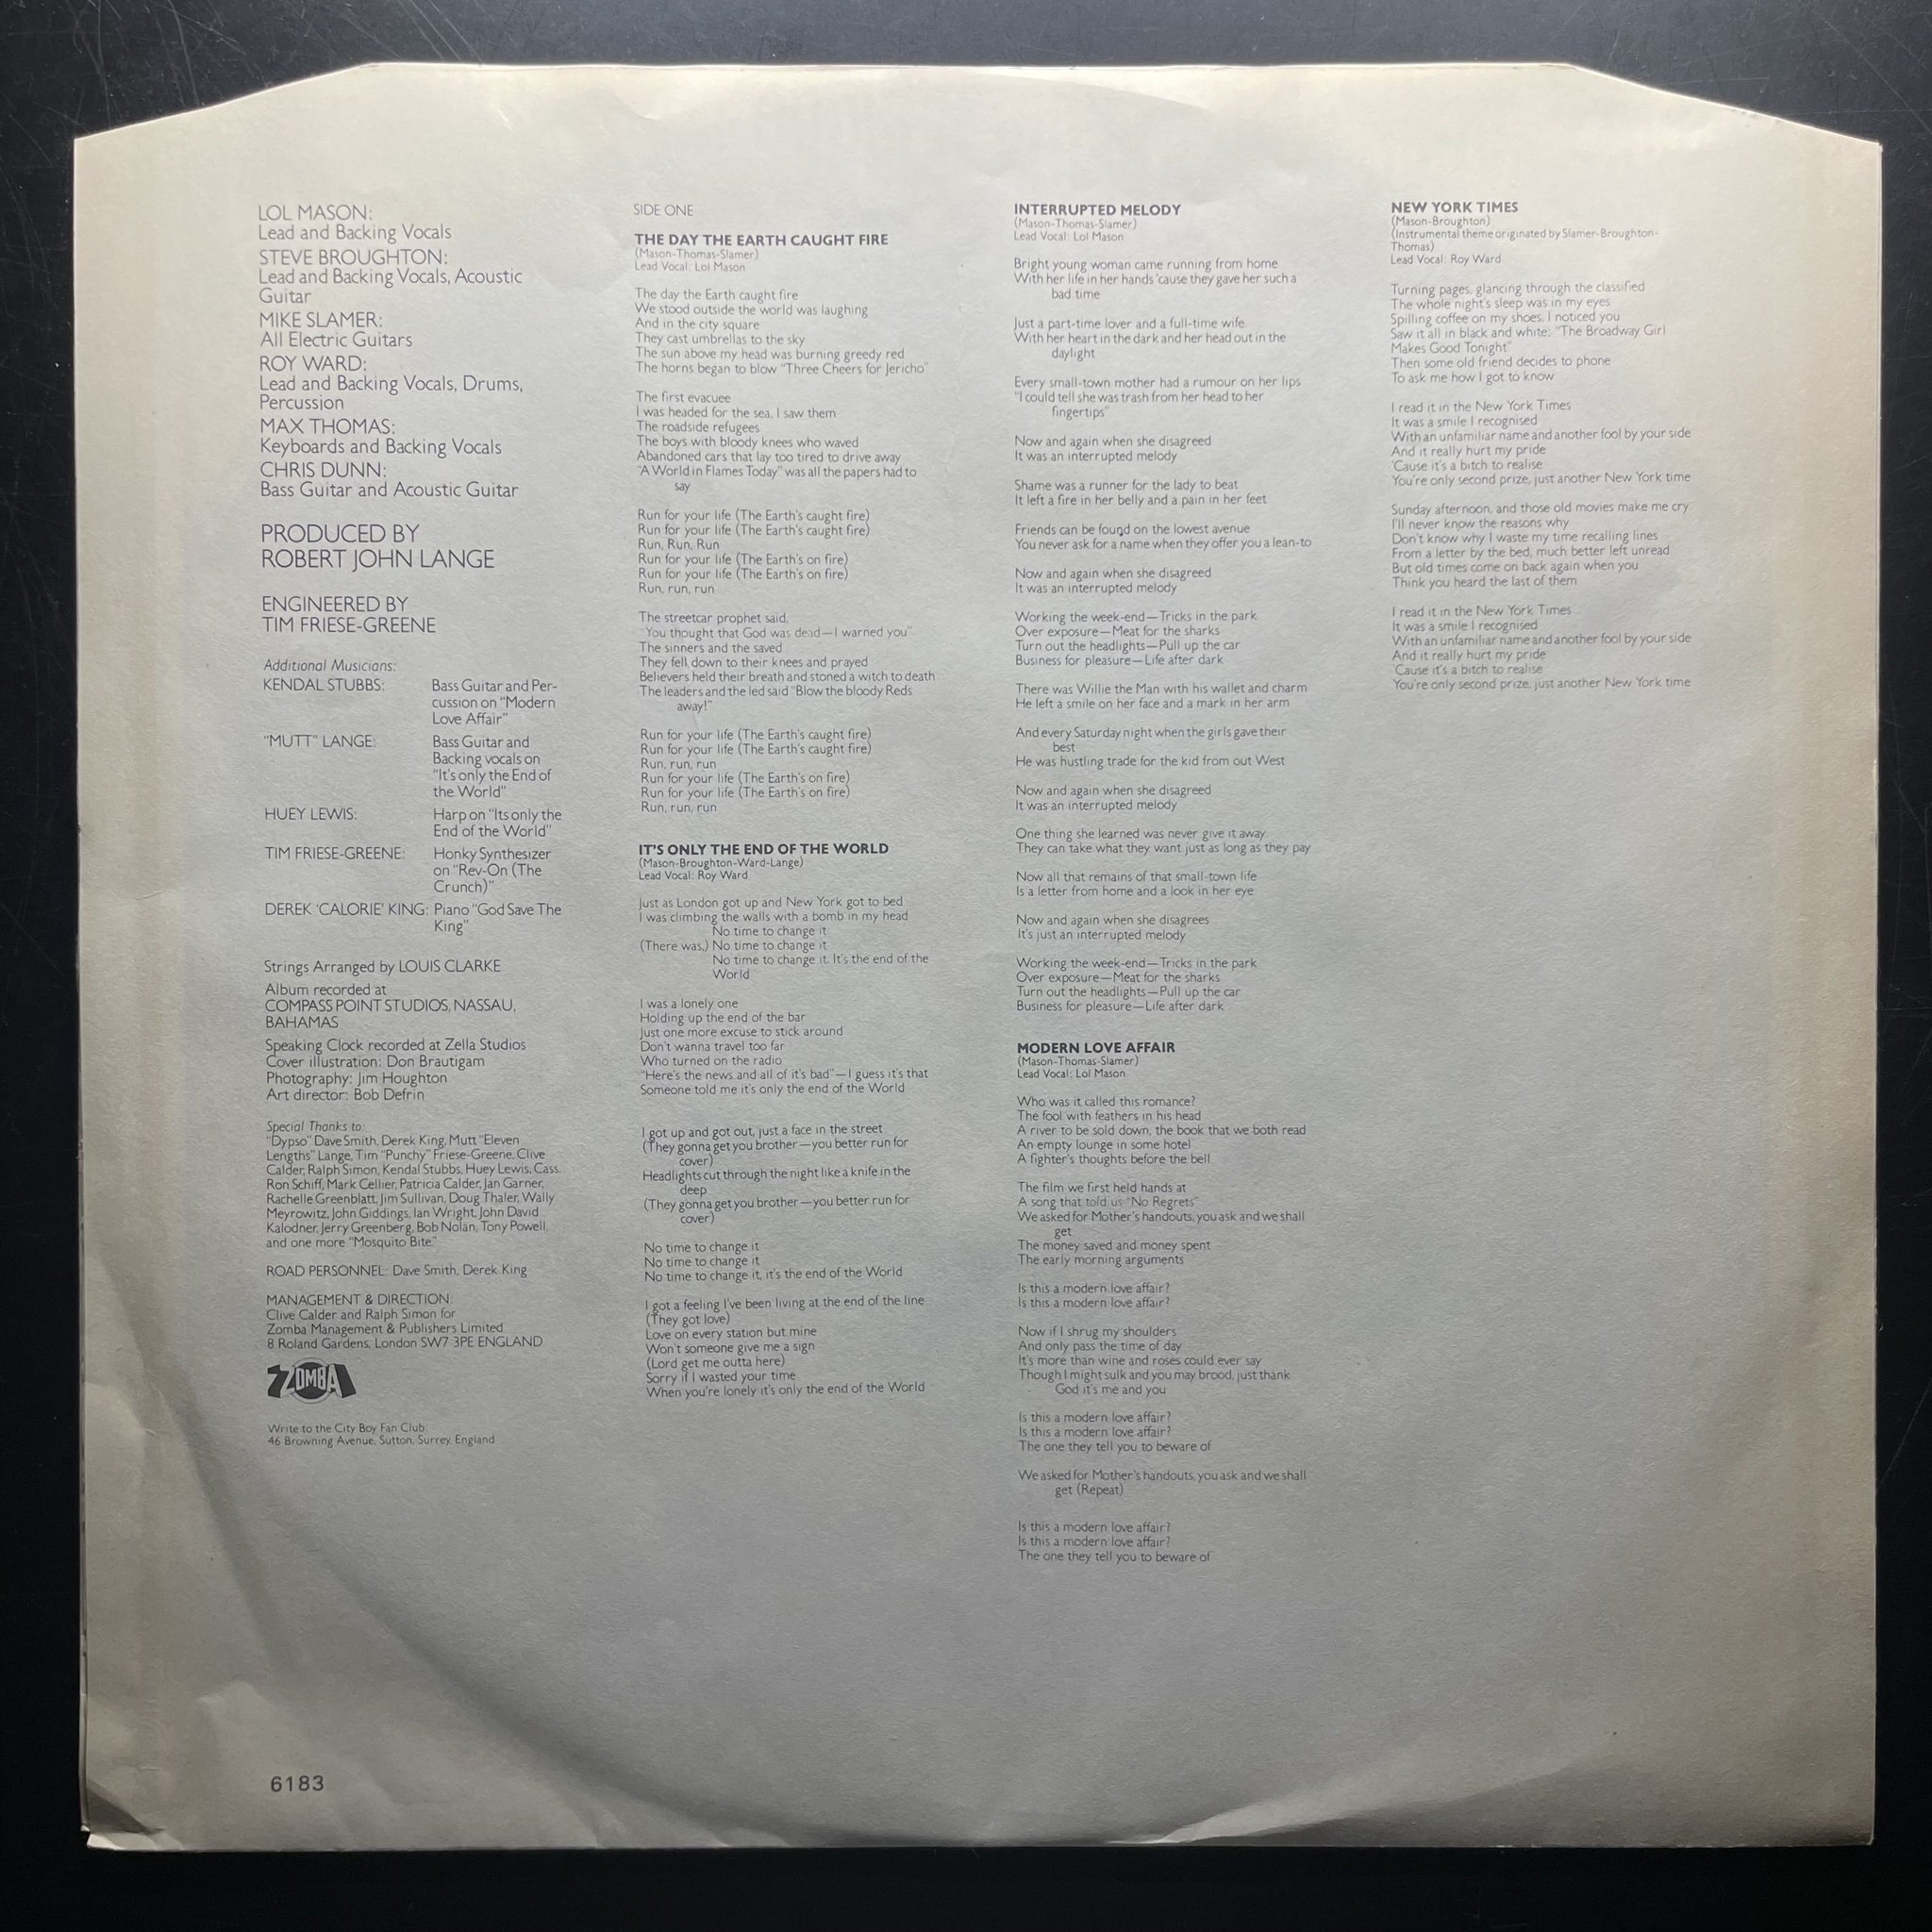 LOL MASON:
Lead and Backing Vocals
STEVE BROUGHTON:
Lead and Backing Vocals, Acoustic
Guitar
MIKE SLAMER:
All Electric Guitars
ROY WARD:
Lead and Backing Vocals, Drums,
Percussion
MAX THOMAS:
Keyboards and Backing Vocals
CHRIS DUNN:
Bass Guitar and Acoustic Guitar
PRODUCED BY
ROBERT JOHN LANGE
ENGINEERED BY
TIM FRIESE-GREENE
Additional Musicians:
KENDAL STUBBS: Bass Guitar and Per-
cussion on "Modern
Love Affair"
"MUTT" LANGE: Bass Guitar and
Backing vocals on
"It's only the End of
the World"
HUEY LEWIS: Harp on "Its only the
End of the World"
TIM FRIESE-GREENE: Honky Synthesizer
on "Rev-On (The
Crunch)"
DEREK 'CALORIE' KING: Piano "God Save The
King"
Strings Arranged by LOUIS CLARKE
Album recorded at
COMPASS POINT STUDIOS, NASSAU,
BAHAMAS
Speaking Clock recorded at Zella Studios
Cover illustration: Don Brautigam
Photography: Jim Houghton
Art director: Bob Defrin
Special Thanks to:
"Dypso" Dave Smith, Derek King, Mutt "Eleven
Lengths" Lange, Tim "Punchy" Friese-Greene, Clive
Calder, Ralph Simon, Kendal Stubbs, Huey Lewis, Cass,
Ron Schiff, Mark Cellier, Patricia Calder, Jan Garner,
Rachelle Greenblatt, Jim Sullivan, Doug Thaler, Wally
Meyrowitz, John Giddings, Ian Wright, John David
Kalodner, Jerry Greenberg, Bob Nolan, Tony Powell,
and one more "Mosquito Bite."
ROAD PERSONNEL: Dave Smith, Derek King
MANAGEMENT & DIRECTION:
Clive Calder and Ralph Simon for
Zomba Management & Publishers Limited
8 Roland Gardens, London SW7 3PE ENGLAND
ZOMBA
Write to the City Boy Fan Club:
46 Browning Avenue, Sutton, Surrey, England
6183
SIDE ONE
THE DAY THE EARTH CAUGHT FIRE
(Mason-Thomas-Slamer)
Lead Vocal: Lol Mason
The day the Earth caught fire
We stood outside the world was laughing
And in the city square
They cast umbrellas to the sky
The sun above my head was burning greedy red
The horns began to blow "Three Cheers for Jericho"
The first evacuee
I was headed for the sea, I saw them
The roadside refugees
The boys with bloody knees who waved
Abandoned cars that lay too tired to drive away
"A World in Flames Today" was all the papers had to
say
Run for your life (The Earth's caught fire)
Run for your life (The Earth's caught fire)
Run, Run, Run
Run for your life (The Earth's on fire)
Run for your life (The Earth's on fire)
Run, run, run
The streetcar prophet said,
"You thought that God was dead—I warned you"
The sinners and the saved
They fell down to their knees and prayed
Believers held their breath and stoned a witch to death
The leaders and the led said "Blow the bloody Reds
away!"
Run for your life (The Earth's caught fire)
Run for your life (The Earth's caught fire)
Run, run, run
Run for your life (The Earth's on fire)
Run for your life (The Earth's on fire)
Run, run, run
IT'S ONLY THE END OF THE WORLD
(Mason-Broughton-Ward-Lange)
Lead Vocal: Roy Ward
Just as London got up and New York got to bed
I was climbing the walls with a bomb in my head
No time to change it
(There was,) No time to change it
No time to change it. It's the end of the
World
I was a lonely one
Holding up the end of the bar
Just one more excuse to stick around
Don't wanna travel too far
Who turned on the radio
"Here's the news and all of it's bad"—I guess it's that
Someone told me it's only the end of the World
I got up and got out, just a face in the street
(They gonna get you brother—you better run for
cover)
Headlights cut through the night like a knife in the
deep
(They gonna get you brother—you better run for
cover)
No time to change it
No time to change it
No time to change it, it's the end of the World
I got a feeling I've been living at the end of the line
(They got love)
Love on every station but mine
Won't someone give me a sign
(Lord get me outta here)
Sorry if I wasted your time
When you're lonely it's only the end of the World
INTERRUPTED MELODY
(Mason-Thomas-Slamer)
Lead Vocal: Lol Mason
Bright young woman came running from home
With her life in her hands 'cause they gave her such a
bad time
Just a part-time lover and a full-time wife
With her heart in the dark and her head out in the
daylight
Every small-town mother had a rumour on her lips
"I could tell she was trash from her head to her
fingertips"
Now and again when she disagreed
It was an interrupted melody
Shame was a runner for the lady to beat
It left a fire in her belly and a pain in her feet
Friends can be found on the lowest avenue
You never ask for a name when they offer you a lean-to
Now and again when she disagreed
It was an interrupted melody
Working the week-end—Tricks in the park
Over exposure—Meat for the sharks
Turn out the headlights—Pull up the car
Business for pleasure—Life after dark
There was Willie the Man with his wallet and charm
He left a smile on her face and a mark in her arm
And every Saturday night when the girls gave their
best
He was hustling trade for the kid from out West
Now and again when she disagreed
It was an interrupted melody
One thing she learned was never give it away
They can take what they want just as long as they pay
Now all that remains of that small-town life
Is a letter from home and a look in her eye
Now and again when she disagrees
It's just an interrupted melody
Working the week-end—Tricks in the park
Over exposure—Meat for the sharks
Turn out the headlights—Pull up the car
Business for pleasure—Life after dark
MODERN LOVE AFFAIR
(Mason-Thomas-Slamer)
Lead Vocal: Lol Mason
Who was it called this romance?
The fool with feathers in his head
A river to be sold down, the book that we both read
An empty lounge in some hotel
A fighter's thoughts before the bell
The film we first held hands at
A song that told us "No Regrets"
We asked for Mother's handouts, you ask and we shall
get
The money saved and money spent
The early morning arguments
Is this a modern love affair?
Is this a modern love affair?
Now if I shrug my shoulders
And only pass the time of day
It's more than wine and roses could ever say
Though I might sulk and you may brood, just thank
God it's me and you
Is this a modern love affair?
Is this a modern love affair?
The one they tell you to beware of
We asked for Mother's handouts, you ask and we shall
get (Repeat)
Is this a modern love affair?
Is this a modern love affair?
The one they tell you to beware of
NEW YORK TIMES
(Mason-Broughton)
(Instrumental theme originated by Slamer-Broughton-
Thomas)
Lead Vocal: Roy Ward
Turning pages, glancing through the classified
The whole night's sleep was in my eyes
Spilling coffee on my shoes, I noticed you
Saw it all in black and white: "The Broadway Girl
Makes Good Tonight"
Then some old friend decides to phone
To ask me how I got to know
I read it in the New York Times
It was a smile I recognised
With an unfamiliar name and another fool by your side
And it really hurt my pride
'Cause it's a bitch to realise
You're only second prize, just another New York time
Sunday afternoon, and those old movies make me cry
I'll never know the reasons why
Don't know why I waste my time recalling lines
From a letter by the bed, much better left unread
But old times come on back again when you
Think you heard the last of them
I read it in the New York Times
It was a smile I recognised
With an unfamiliar name and another fool by your side
And it really hurt my pride
'Cause it's a bitch to realise
You're only second prize, just another New York time